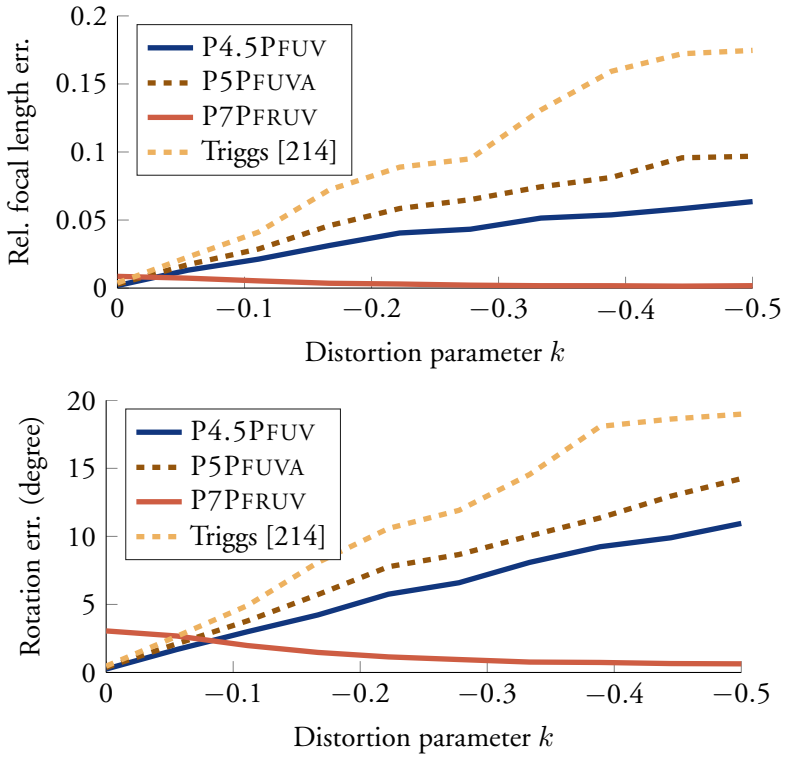 0.2
0.15
0.1
0.05
0
Rel. focal length err.
P4.5PFUV
P5PFUVA
P7PFRUV
Triggs [214]
0 −0.1 −0.2 −0.3 −0.4 −0.5
Distortion parameter k
20
15
10
5
0
Rotation err. (degree)
P4.5PFUV
P5PFUVA
P7PFRUV
Triggs [214]
0 −0.1 −0.2 −0.3 −0.4 −0.5
Distortion parameter k